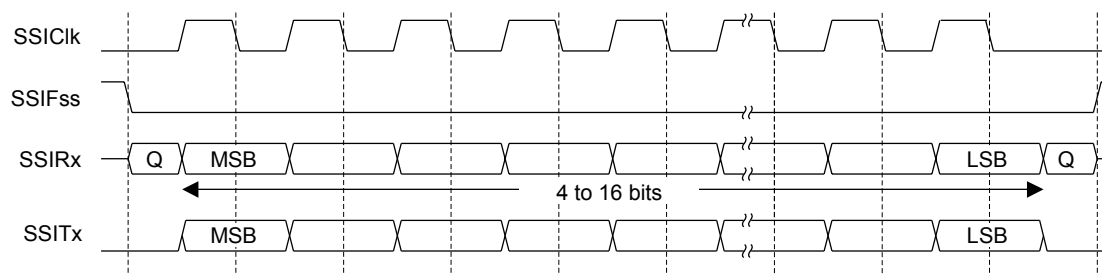 SSIClk
SSIFss
SSIRx Q MSB LSB Q
4 to 16 bits
SSITx MSB LSB